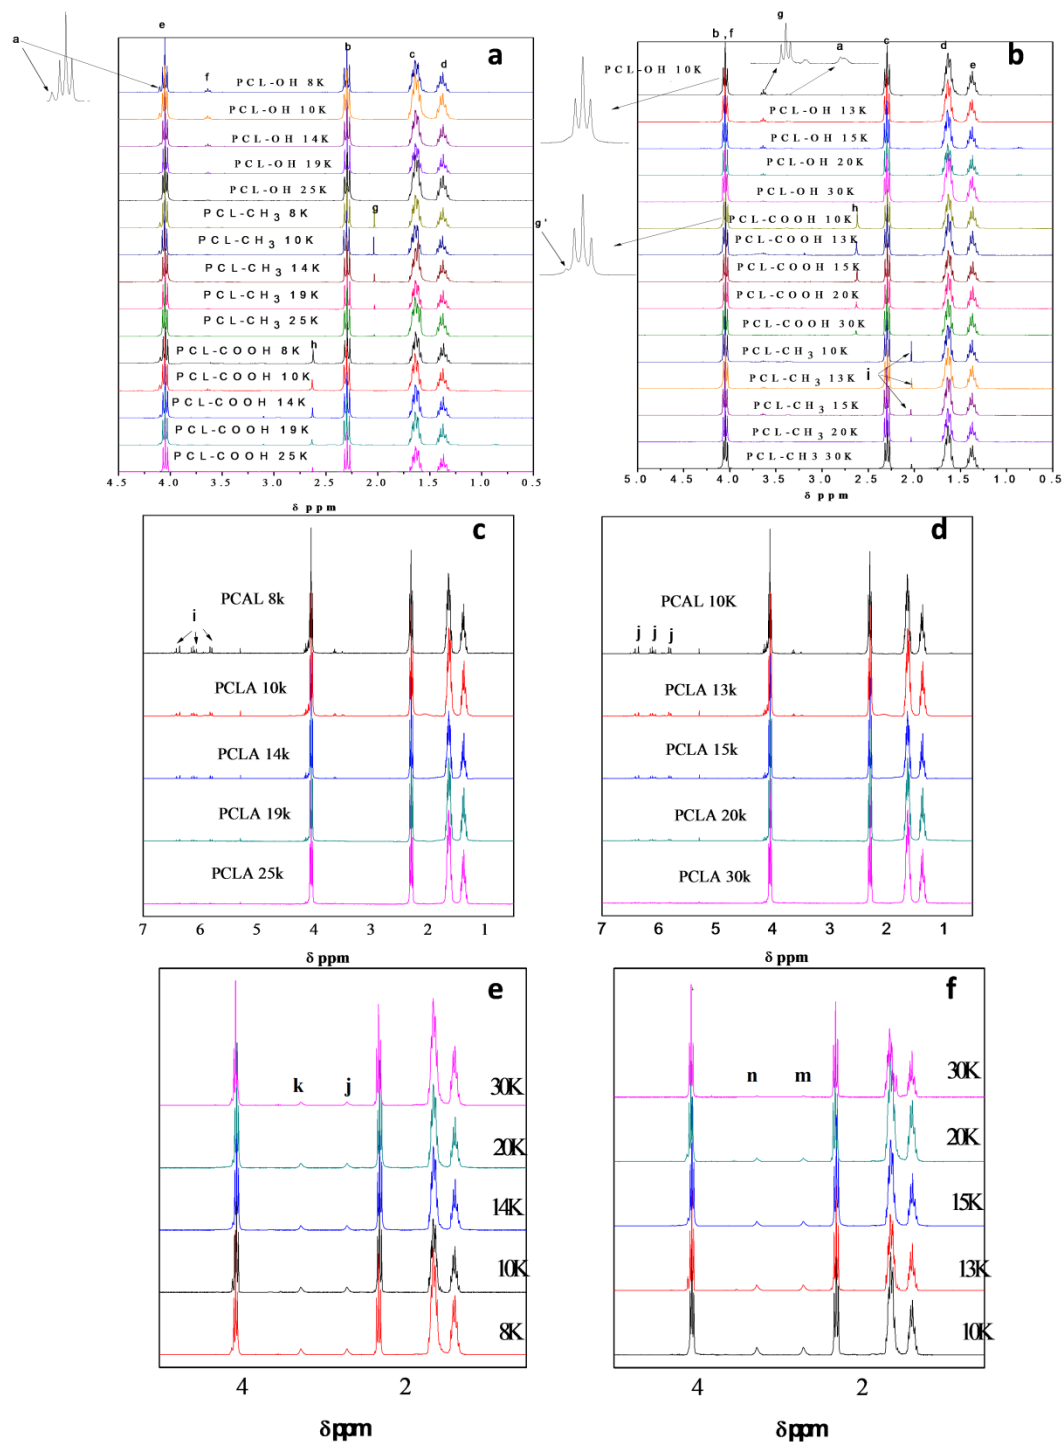 a
e
f
b
c
a
d
PCL-OH 8K
PCL-OH 10K
PCL-OH 14K
PCL-OH 19K
PCL-OH 25K
PCL-CH3 8K
g
PCL-CH3 10K
PCL-CH3 14K
PCL-CH3 19K
PCL-CH3 25K
PCL-COOH 8K
h
PCL-COOH 10K
PCL-COOH 14K
PCL-COOH 19K
PCL-COOH 25K
4.5 4.0 3.5 3.0 2.5 2.0 1.5 1.0 0.5
δ ppm
g
b , f
a
c
d
b
e
PCL-OH 10K
PCL-OH 13K
PCL-OH 15K
PCL-OH 20K
PCL-OH 30K
g'
PCL-COOH 10K
h
PCL-COOH 13K
PCL-COOH 15K
PCL-COOH 20K
PCL-COOH 30K
PCL-CH3 10K
i
PCL-CH3 13K
PCL-CH3 15K
PCL-CH3 20K
PCL-CH3 30K
5.0 4.5 4.0 3.5 3.0 2.5 2.0 1.5 1.0 0.5
δ ppm
c
PCAL 8k
i
PCLA 10k
PCLA 14k
PCLA 19k
PCLA 25k
7 6 5 4 3 2 1
δ ppm
d
PCAL 10K
j j j
PCLA 13k
PCLA 15k
PCLA 20k
PCLA 30k
7 6 5 4 3 2 1
δ ppm
e
k j
30K
20K
14K
10K
8K
4 2
δ ppm
f
n m
30K
20K
15K
13K
10K
4 2
δ ppm